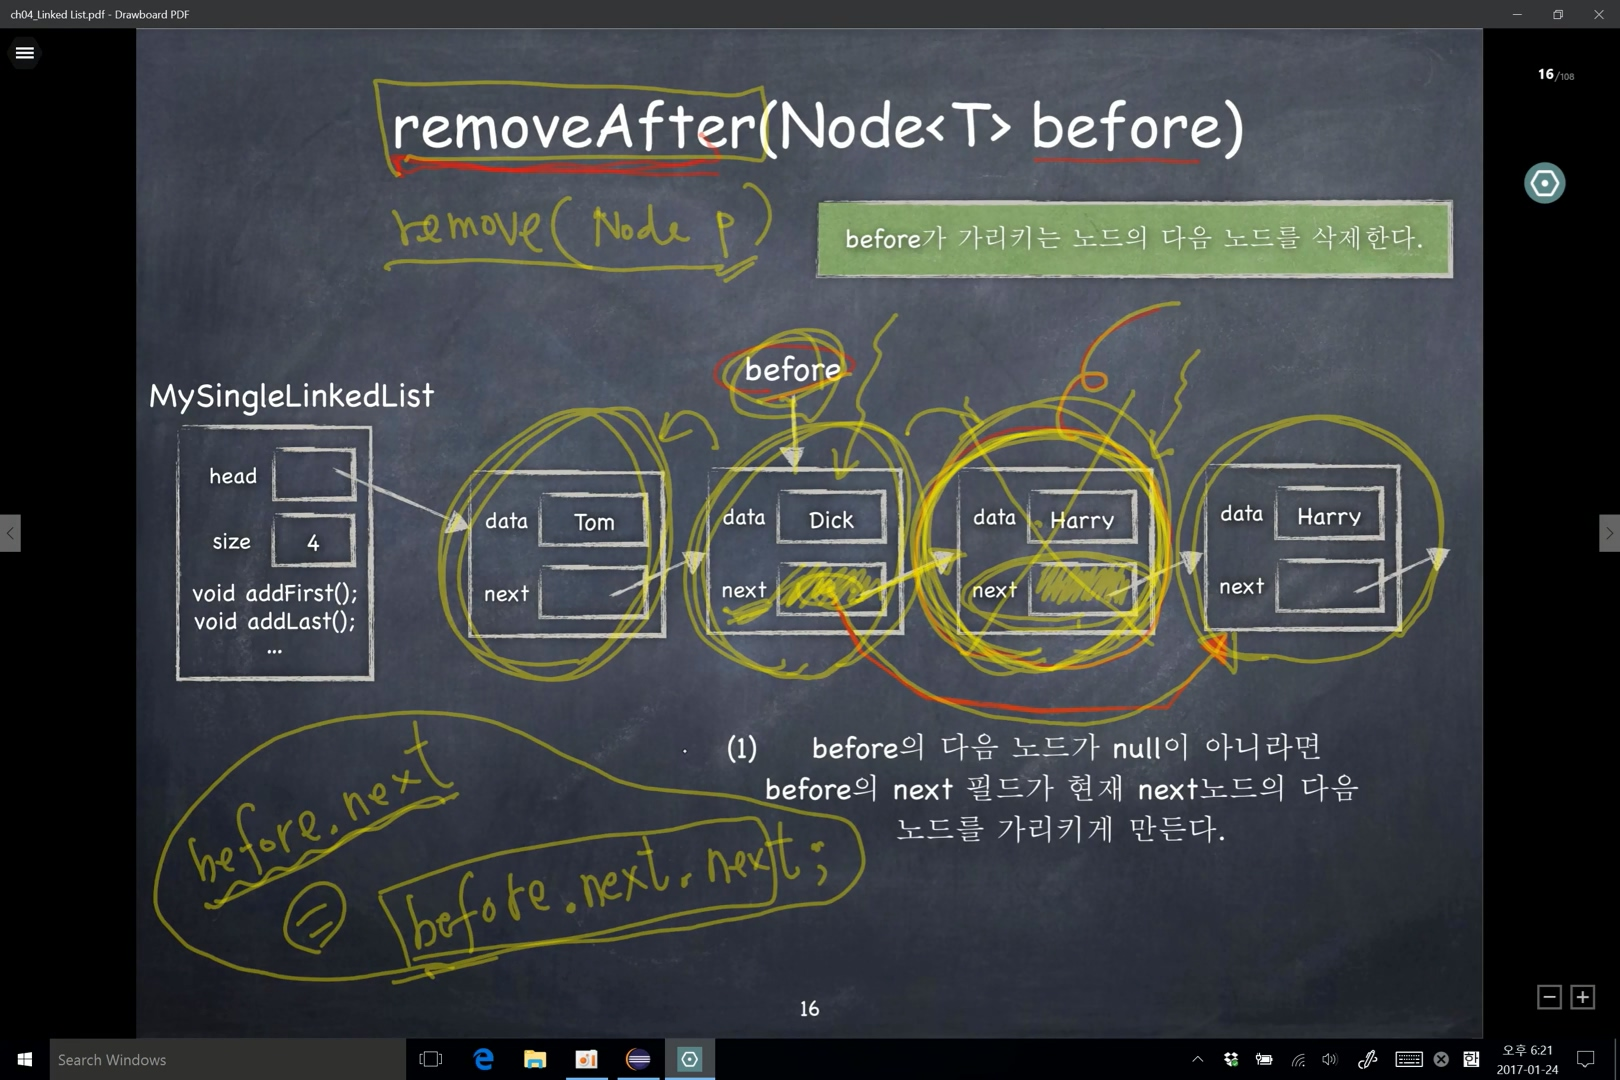 ch04_Linked List.pdf - Drawboard PDF
16/108
removeAfter(Node<T> before)
remove(Node p)
before가 가리키는 노드의 다음 노드를 삭제한다.
before
MySingleLinkedList
head
size 4
void addFirst();
void addLast();
...
data Tom
next
data Dick
next
data Harry
next
data Harry
next
(1) before의 다음 노드가 null이 아니라면
before의 next 필드가 현재 next노드의 다음
노드를 가리키게 만든다.
before.next
=
before.next.next;
16
Search Windows
한
오후 6:21
2017-01-24